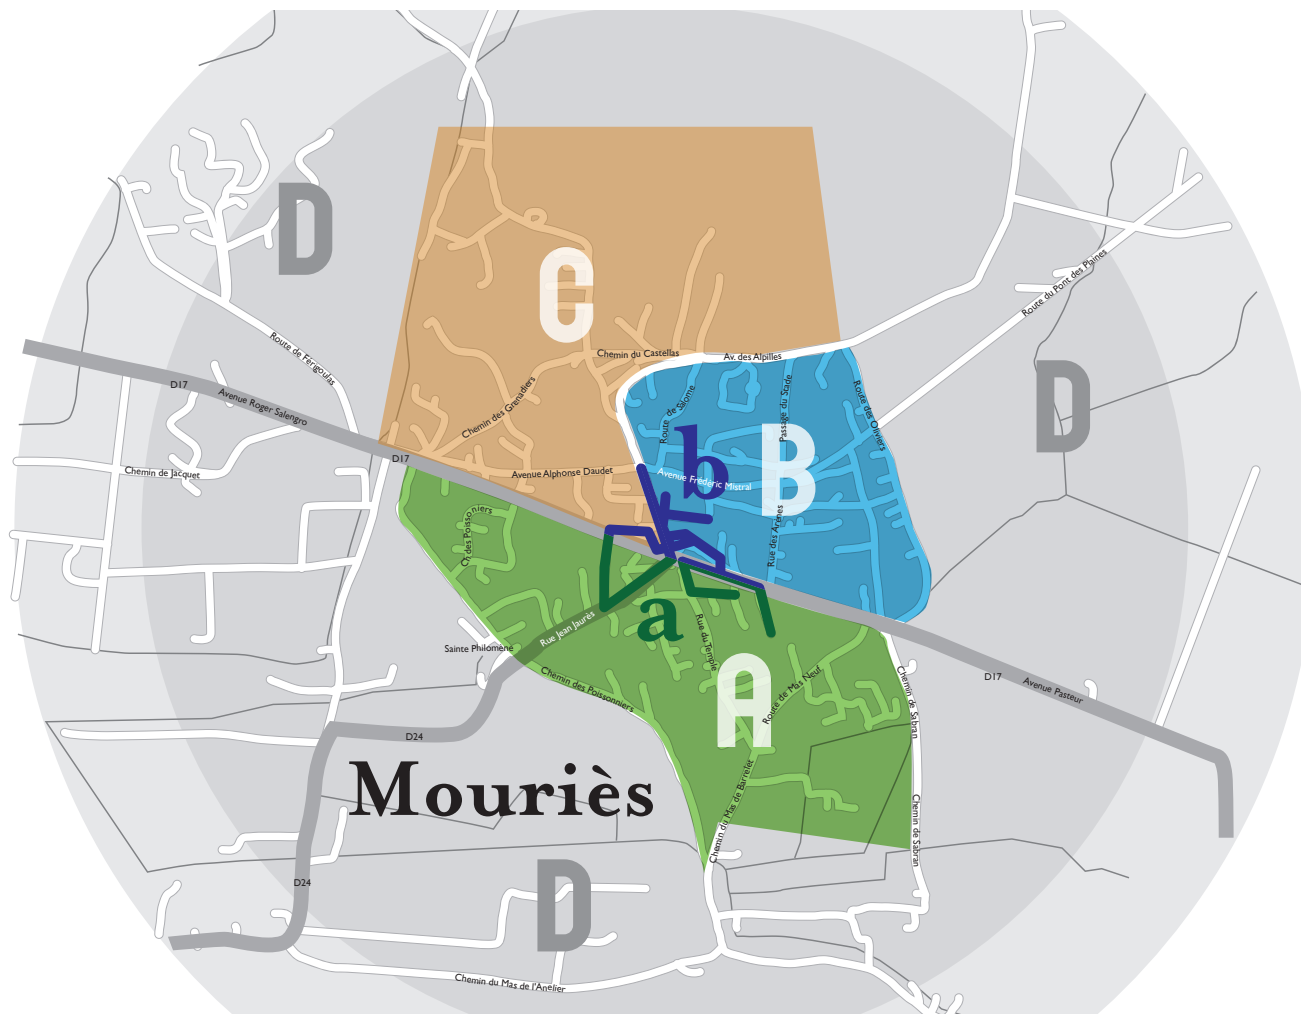 D
C
Route du Pont des Plaines
Route de Férigoulas
Chemin du Castellas
Av. des Alpilles
D17
Avenue Roger Salengro
Chemin des Grenadiers
Route de Salome
Passage du Stade
Route des Oliviers
D
D17
Chemin de Jacquet
Avenue Alphonse Daudet
b
Avenue Frédéric Mistral
B
Ch des Poissonniers
Rue des Arènes
a
Rue Jean Jaurès
Sainte Philomène
Rue du Temple
A
Chemin des Poissonniers
Route de Mas Neuf
Chemin de Sabran
D17
Avenue Pasteur
D24
Mouriès
Chemin du Mas de Barrelet
Chemin de Sabran
D24
D
Chemin du Mas de l'Anelier